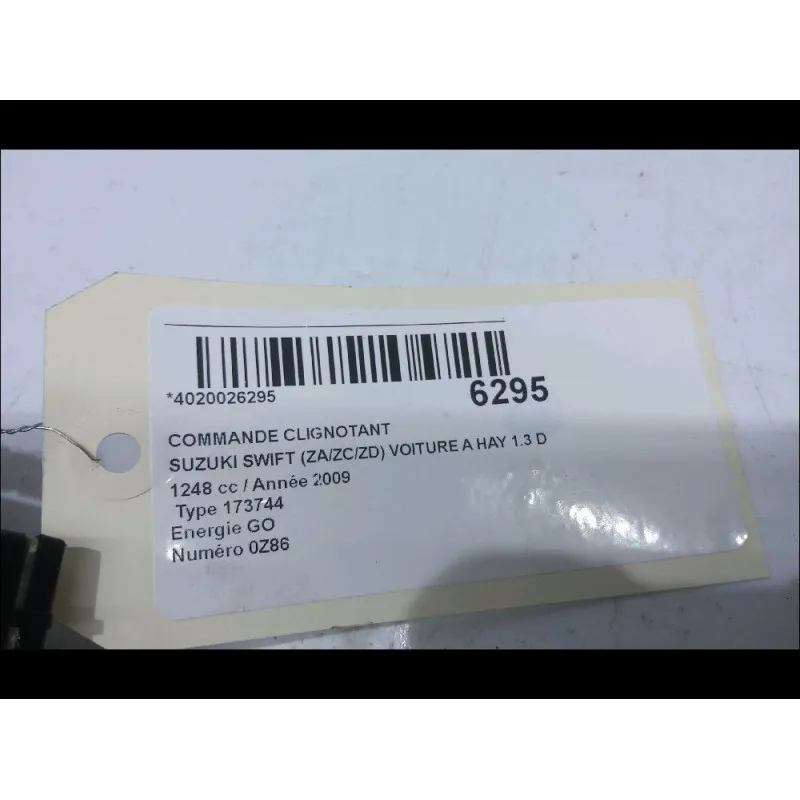 *4020026295
6295
COMMANDE CLIGNOTANT
SUZUKI SWIFT (ZA/ZC/ZD) VOITURE A HAY 1.3 D
1248 cc / Année 2009
Type 173744
Energie GO
Numéro 0Z86